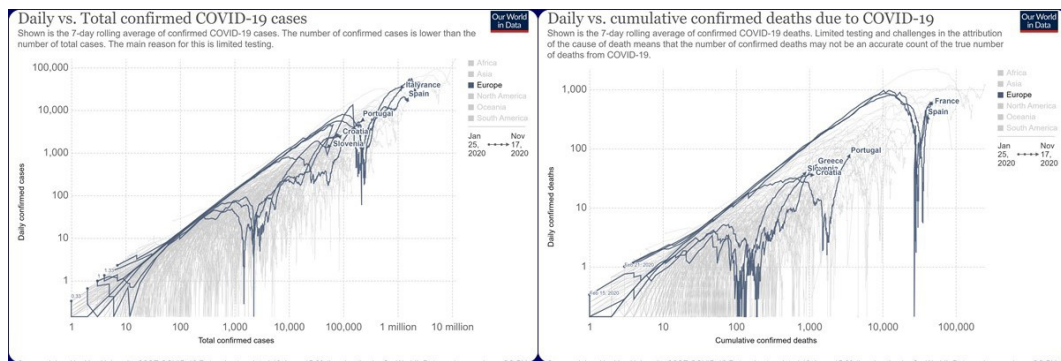 Daily vs. Total confirmed COVID-19 cases
Our World
in Data
Shown is the 7-day rolling average of confirmed COVID-19 cases. The number of confirmed cases is lower than the
number of total cases. The main reason for this is limited testing.
100,000
10,000
1,000
100
10
1
Daily confirmed cases
Italy
France
Spain
Portugal
Croatia
Slovenia
1
10
100
1,000
10,000
100,000
1 million
10 million
Total confirmed cases
Africa
Asia
Europe
North America
Oceania
South America
Jan
25,
2020
Nov
17,
2020
Daily vs. cumulative confirmed deaths due to COVID-19
Our World
in Data
Shown is the 7-day rolling average of confirmed COVID-19 deaths. Limited testing and challenges in the attribution
of the cause of death means that the number of confirmed deaths may not be an accurate count of the true number
of deaths from COVID-19.
1,000
100
10
1
Daily confirmed deaths
France
Spain
Portugal
Greece
Slovenia
Croatia
Feb 15, 2020
1
10
100
1,000
10,000
100,000
Cumulative confirmed deaths
Africa
Asia
Europe
North America
Oceania
South America
Jan
25,
2020
Nov
17,
2020